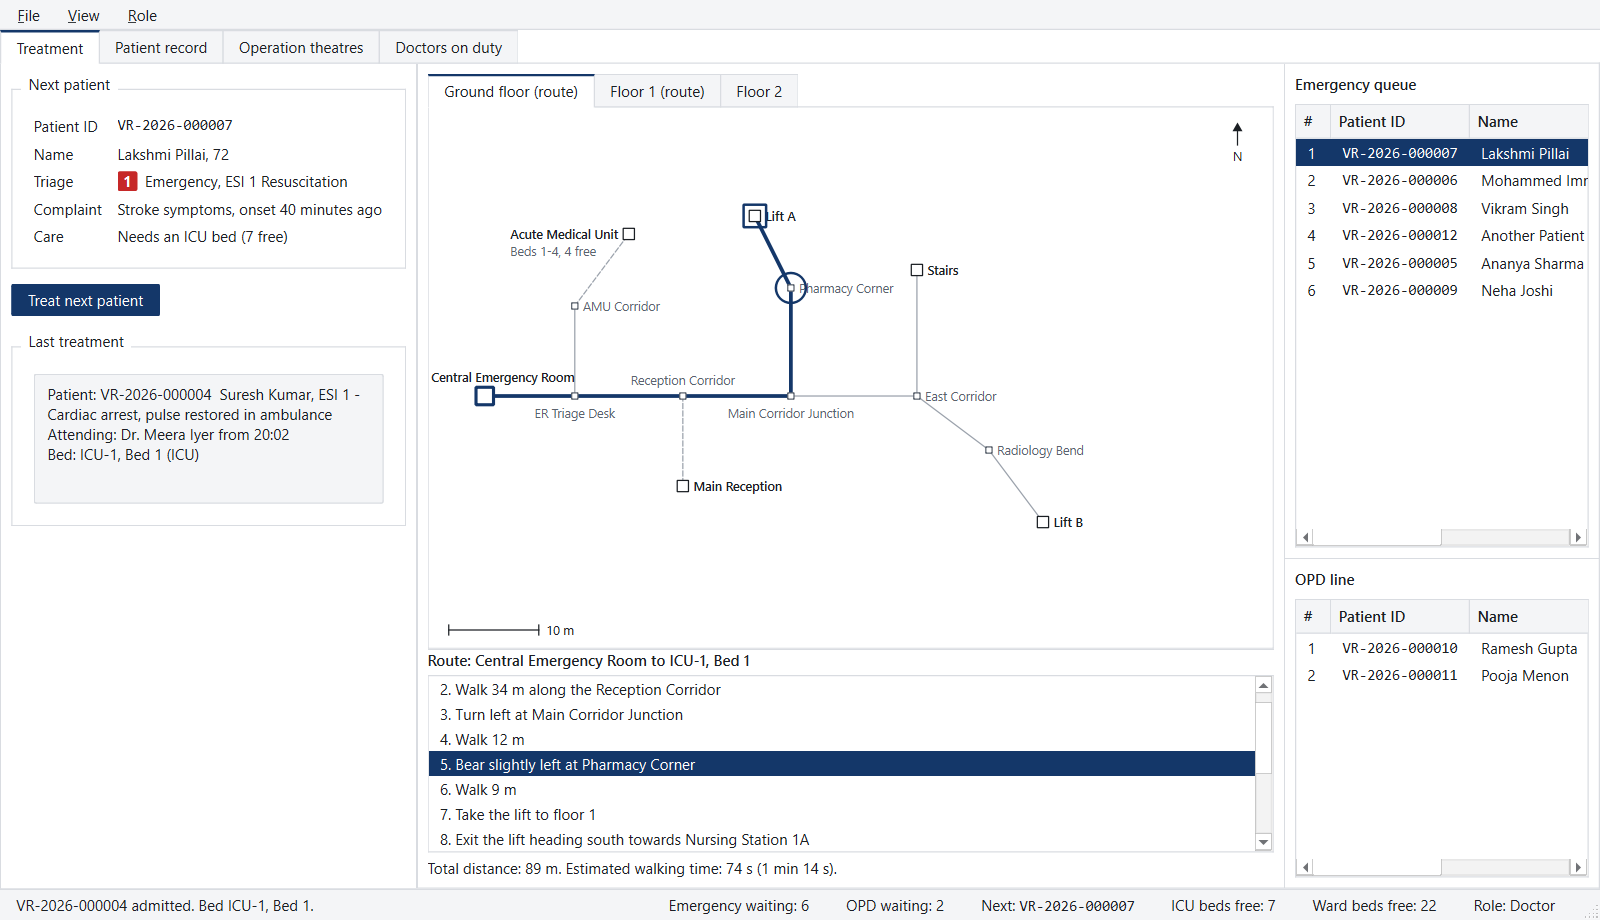 File View Role
Treatment Patient record Operation theatres Doctors on duty
Next patient
Patient ID VR-2026-000007
Name Lakshmi Pillai, 72
Triage 1 Emergency, ESI 1 Resuscitation
Complaint Stroke symptoms, onset 40 minutes ago
Care Needs an ICU bed (7 free)
Treat next patient
Last treatment
Patient: VR-2026-000004 Suresh Kumar, ESI 1 -
Cardiac arrest, pulse restored in ambulance
Attending: Dr. Meera Iyer from 20:02
Bed: ICU-1, Bed 1 (ICU)
Ground floor (route) Floor 1 (route) Floor 2
N
Lift A
Acute Medical Unit
Beds 1-4, 4 free
Stairs
Pharmacy Corner
AMU Corridor
Central Emergency Room
Reception Corridor
East Corridor
ER Triage Desk
Main Corridor Junction
Radiology Bend
Main Reception
Lift B
10 m
Route: Central Emergency Room to ICU-1, Bed 1
2. Walk 34 m along the Reception Corridor
3. Turn left at Main Corridor Junction
4. Walk 12 m
5. Bear slightly left at Pharmacy Corner
6. Walk 9 m
7. Take the lift to floor 1
8. Exit the lift heading south towards Nursing Station 1A
Total distance: 89 m. Estimated walking time: 74 s (1 min 14 s).
Emergency queue
# Patient ID Name
1 VR-2026-000007 Lakshmi Pillai
2 VR-2026-000006 Mohammed Imr
3 VR-2026-000008 Vikram Singh
4 VR-2026-000012 Another Patient
5 VR-2026-000005 Ananya Sharma
6 VR-2026-000009 Neha Joshi
OPD line
# Patient ID Name
1 VR-2026-000010 Ramesh Gupta
2 VR-2026-000011 Pooja Menon
VR-2026-000004 admitted. Bed ICU-1, Bed 1. Emergency waiting: 6 OPD waiting: 2 Next: VR-2026-000007 ICU beds free: 7 Ward beds free: 22 Role: Doctor